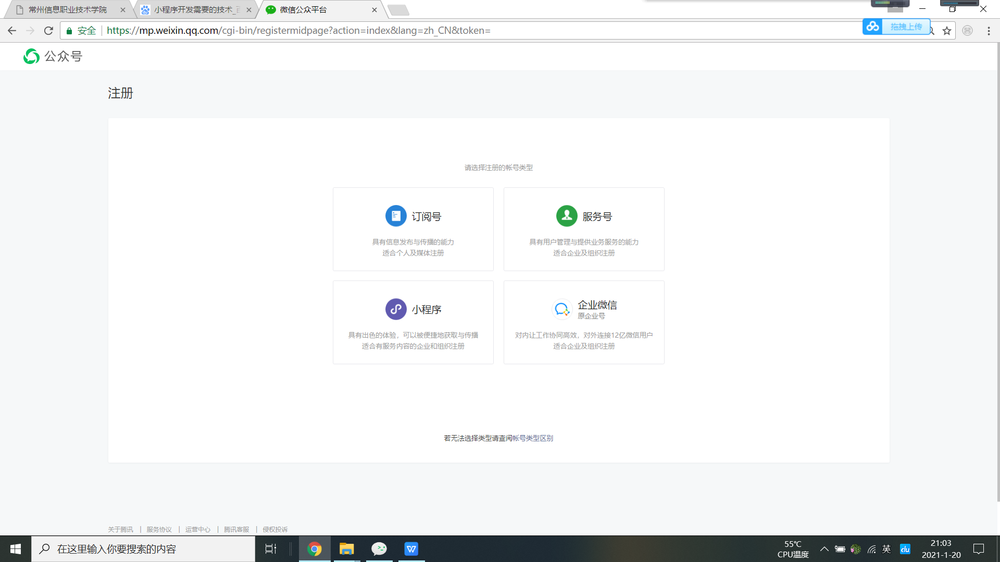 常州信息职业技术学院
小程序开发需要的技术_
微信公众平台
安全
https://mp.weixin.qq.com/cgi-bin/registermidpage?action=index&lang=zh_CN&token=
拖拽上传
公众号
注册
请选择注册的帐号类型
订阅号
具有信息发布与传播的能力
适合个人及媒体注册
服务号
具有用户管理与提供业务服务的能力
适合企业及组织注册
小程序
具有出色的体验，可以被便捷地获取与传播
适合有服务内容的企业和组织注册
企业微信
原企业号
对内让工作协同高效，对外连接12亿微信用户
适合企业及组织注册
若无法选择类型请查阅帐号类型区别
关于腾讯 | 服务协议 | 运营中心 | 腾讯客服 | 侵权投诉
在这里输入你要搜索的内容
55℃
CPU温度
英
du
21:03
2021-1-20